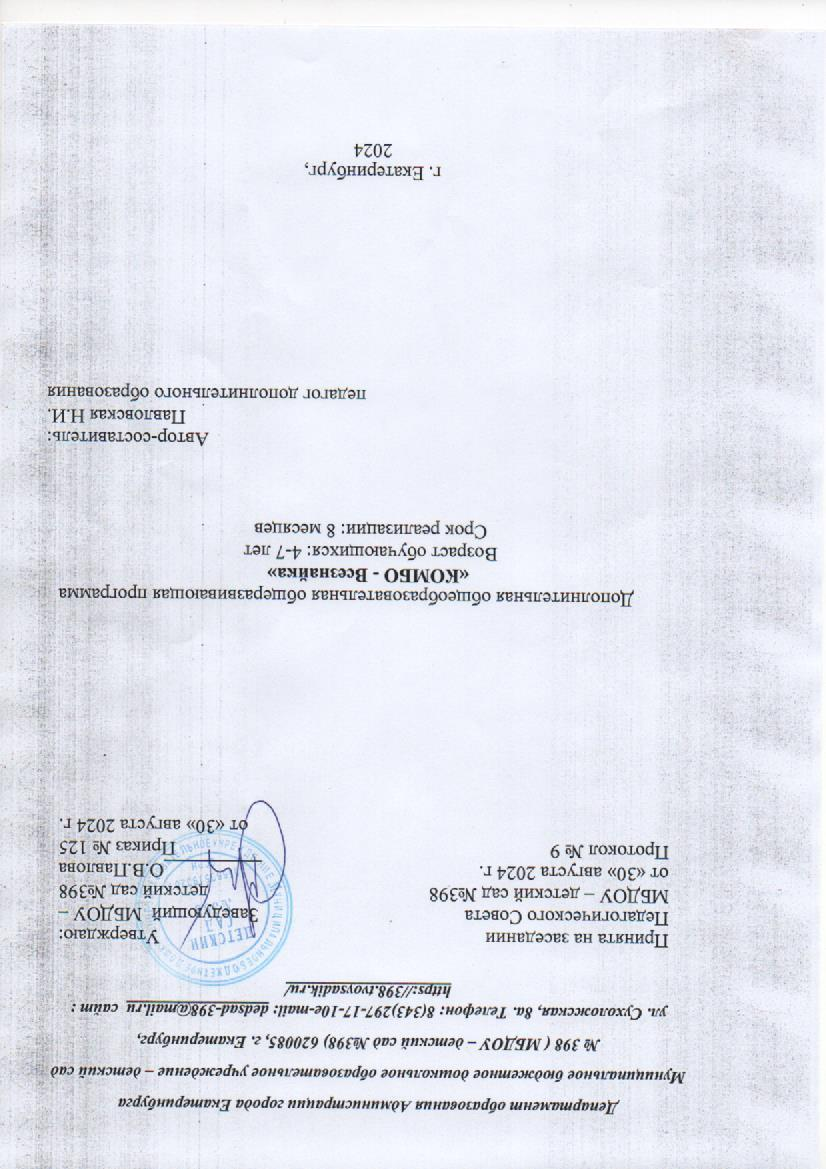 Департамент образования Администрации города Екатеринбурга
Муниципальное бюджетное дошкольное образовательное учреждение – детский сад
№ 398 ( МБДОУ – детский сад №398) 620085, г. Екатеринбург,
ул. Сухоложская, 8а. Телефон: 8(343)297-17-10e-mail: dedsad-398@mail.ru сайт :
https://398.tvoysadik.ru/
Принята на заседании
Педагогического Совета
МБДОУ – детский сад №398
от «30» августа 2024 г.
Протокол № 9
Утверждаю:
Заведующий МБДОУ –
детский сад №398
О.В.Павлова
Приказ № 125
от «30» августа 2024 г.
ДЕТСКИЙ
САД
Дополнительная общеобразовательная общеразвивающая программа
«КОМБО - Всезнайка»
Возраст обучающихся: 4-7 лет
Срок реализации: 8 месяцев
Автор-составитель:
Павловская Н.И.
педагог дополнительного образования
г. Екатеринбург,
2024